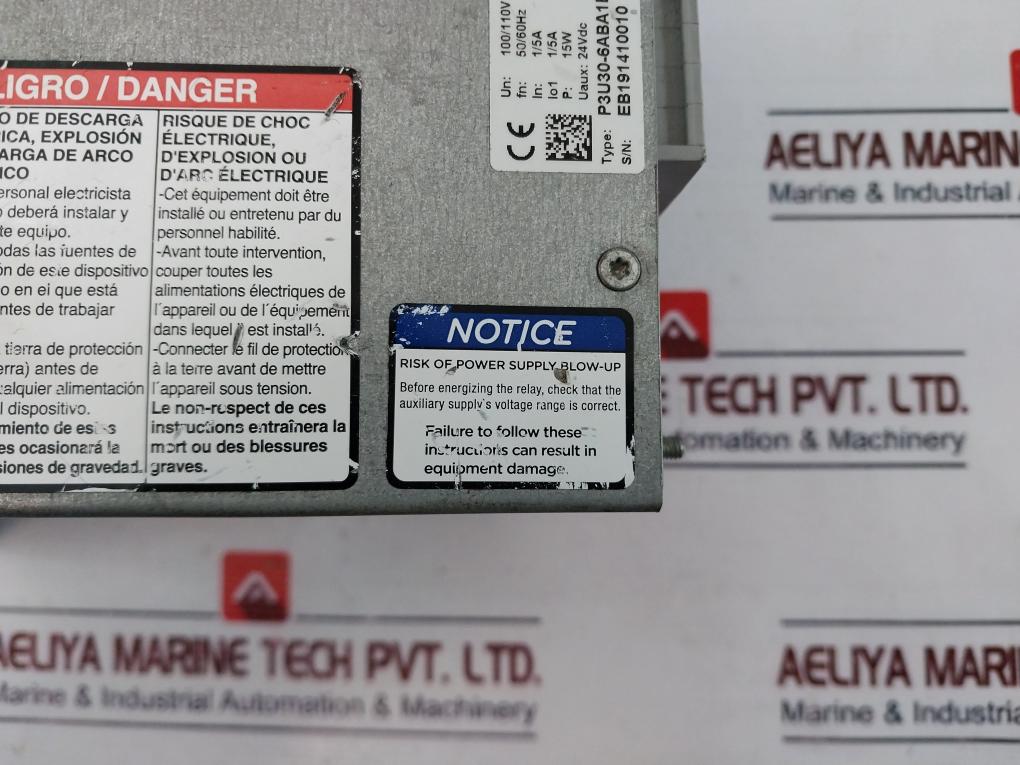 LIGRO / DANGER
O DE DESCARGA
RICA, EXPLOSIÓN
CARGA DE ARCO
ICO
ersonal electricista
o deberá instalar y
te equipo.
odas las fuentes de
ón de este dispositivo
o en el que está
ntes de trabajar
tierra de protección
erra) antes de
alquier alimentación
l dispositivo.
miento de es
es ocasionará la
siones de gravedad.
RISQUE DE CHOC
ÉLECTRIQUE,
D'EXPLOSION OU
D'ARC ÉLECTRIQUE
-Cet équipement doit être
installé ou entretenu par du
personnel habilité.
-Avant toute intervention,
couper toutes les
alimentations électriques de
l'appareil ou de l'équipement
dans lequel il est installé.
-Connecter le fil de protection
à la terre avant de mettre
l'appareil sous tension.
Le non-respect de ces
instructions entraînera la
mort ou des blessures
graves.
NOTICE
RISK OF POWER SUPPLY BLOW-UP
Before energizing the relay, check that the
auxiliary supply's voltage range is correct.
Failure to follow these
instructions can result in
equipment damage.
Un: 100/110V
fn: 50/60Hz
In: 1/5A
Io1 1/5A
P: 15W
Uaux: 24Vdc
CE
Type: P3U30-6ABA1
S/N: EB191410010
AELIYA MARIN
Marine & Industrial A
E TECH PVT. LTD.
utomation & Machinery
AELIYA MARINE TECH PVT. LTD.
Marine & Industrial Automation & Machinery
AELIYA MARI
Marine & Industria